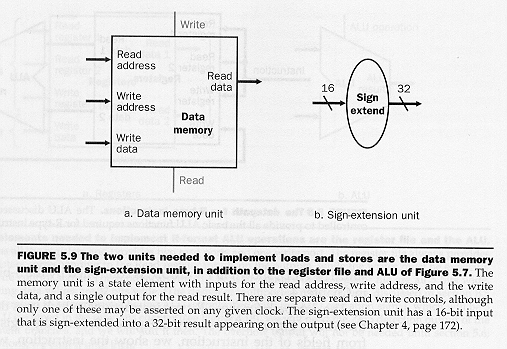 Write
Read
address
Write
address
Write
data
Read
data
Data
memory
Read
16
Sign
extend
32
a. Data memory unit
b. Sign-extension unit
FIGURE 5.9 The two units needed to implement loads and stores are the data memory
unit and the sign-extension unit, in addition to the register file and ALU of Figure 5.7. The
memory unit is a state element with inputs for the read address, write address, and the write
data, and a single output for the read result. There are separate read and write controls, although
only one of these may be asserted on any given clock. The sign-extension unit has a 16-bit input
that is sign-extended into a 32-bit result appearing on the output (see Chapter 4, page 172).